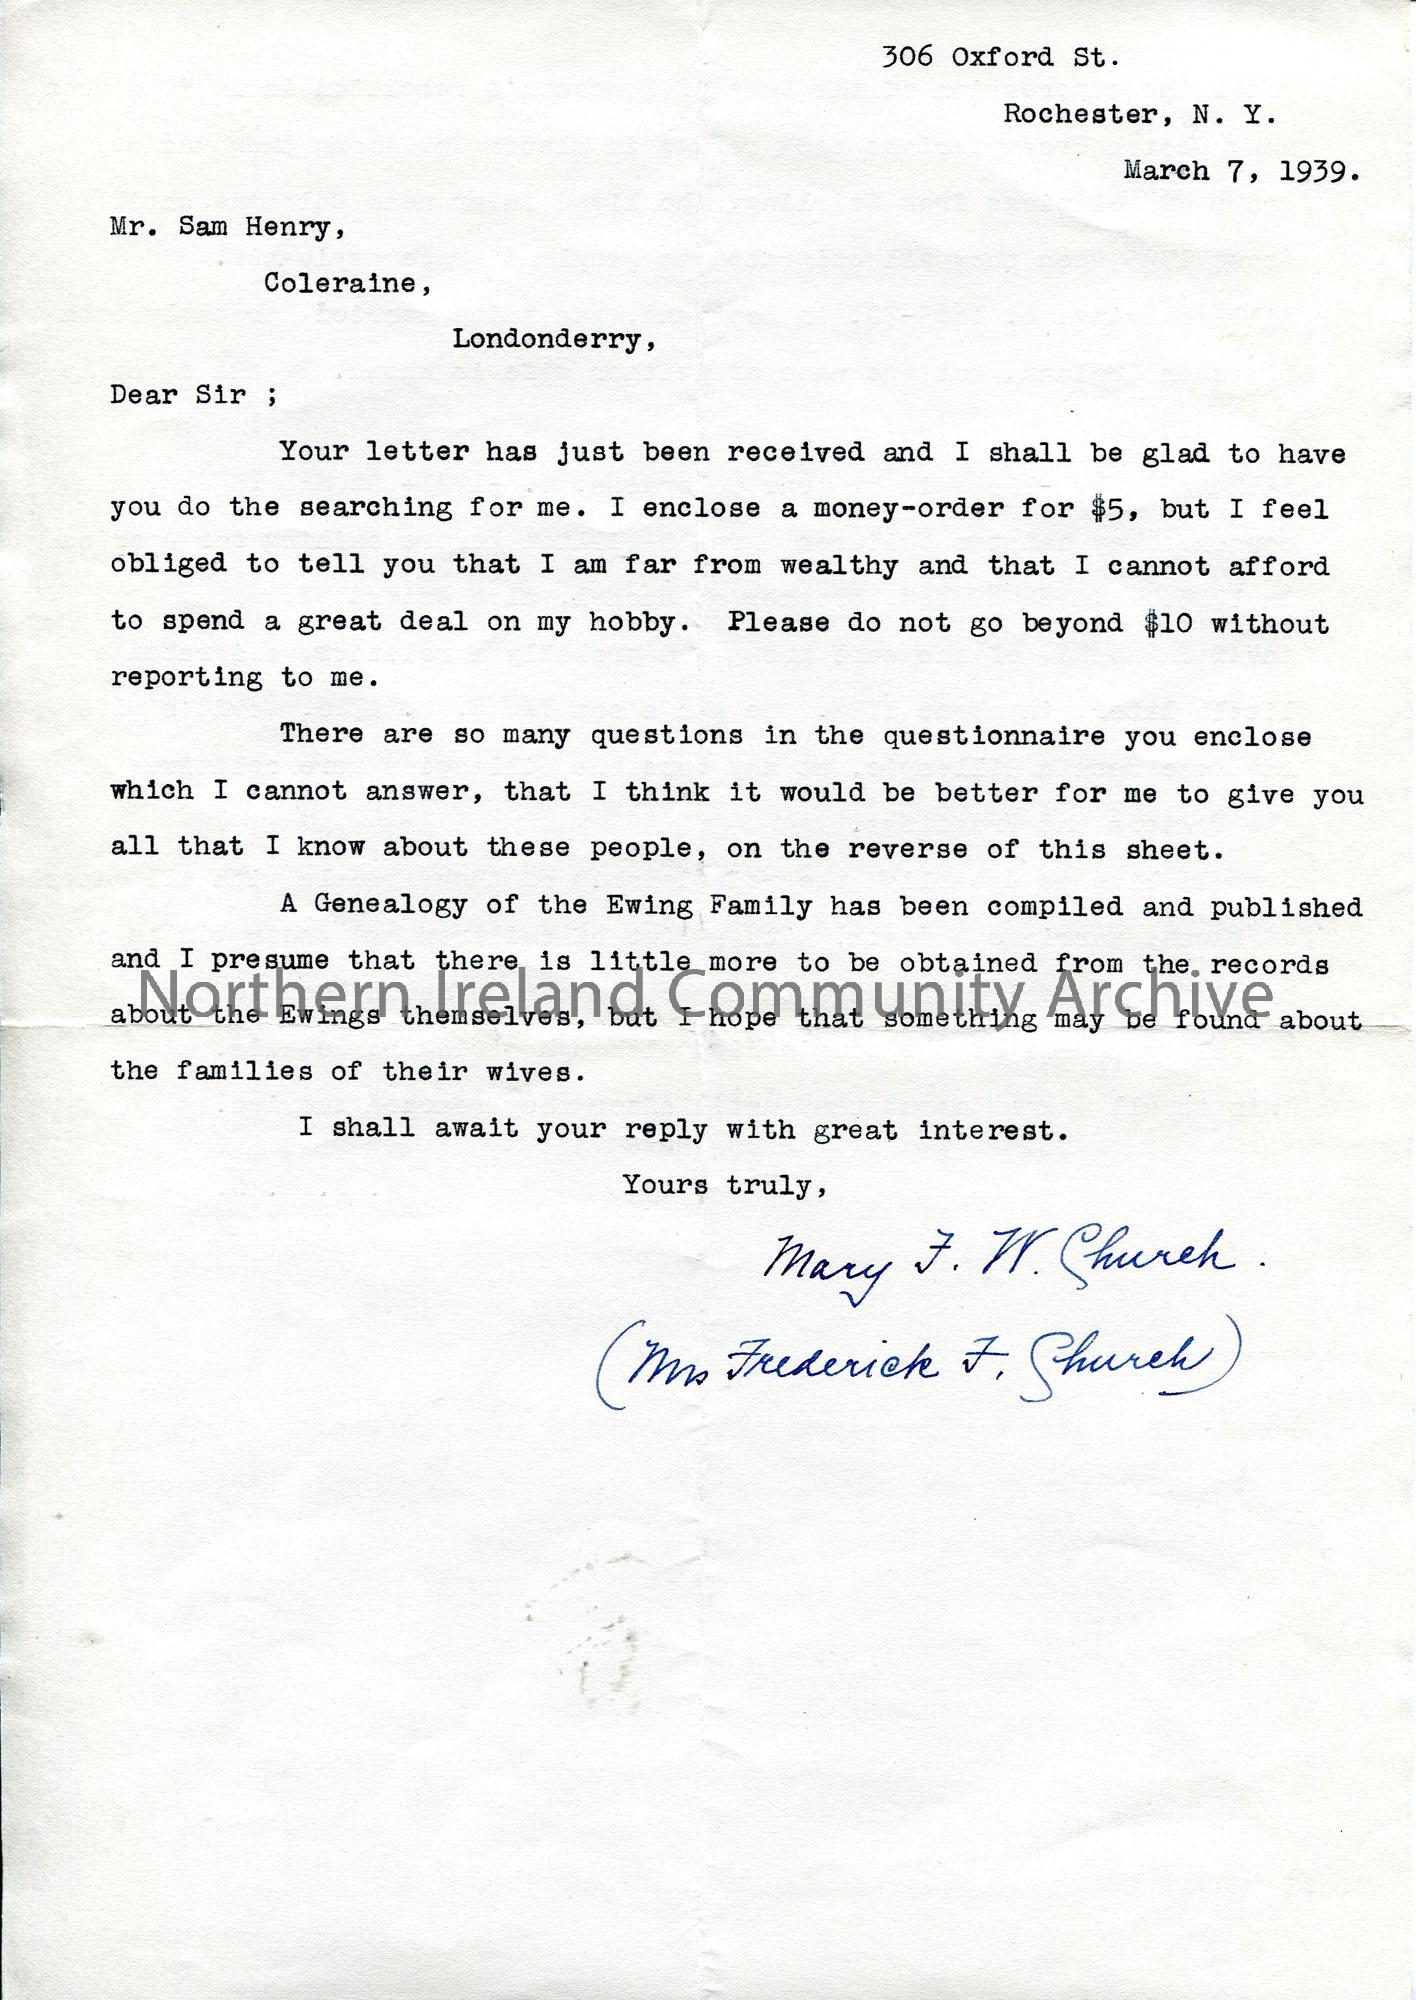 306 Oxford St.
Rochester, N. Y.
March 7, 1939.
Mr. Sam Henry,
Coleraine,
Londonderry,
Dear Sir ;
Your letter has just been received and I shall be glad to have
you do the searching for me. I enclose a money-order for $5, but I feel
obliged to tell you that I am far from wealthy and that I cannot afford
to spend a great deal on my hobby. Please do not go beyond $10 without
reporting to me.
There are so many questions in the questionnaire you enclose
which I cannot answer, that I think it would be better for me to give you
all that I know about these people, on the reverse of this sheet.
A Genealogy of the Ewing Family has been compiled and published
and I presume that there is little more to be obtained from the records
Northern Ireland Community Archive
about the Ewings themselves, but I hope that something may be found about
the families of their wives.
I shall await your reply with great interest.
Yours truly,
Mary F. W. Church.
(Mrs Frederick F. Church)